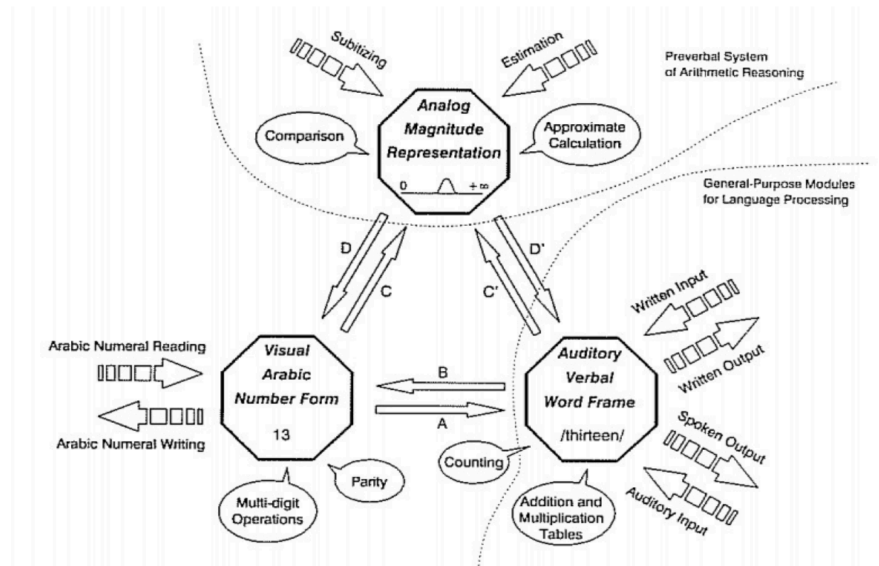 Subitizing
Estimation
Preverbal System
of Arithmetic Reasoning
Analog
Magnitude
Representation
0 +∞
Comparison
Approximate
Calculation
General-Purpose Modules
for Language Processing
D
C
D'
C'
Written Input
Written Output
Arabic Numeral Reading
Arabic Numeral Writing
Visual
Arabic
Number Form
13
B
A
Auditory
Verbal
Word Frame
/thirteen/
Spoken Output
Auditory Input
Counting
Parity
Multi-digit
Operations
Addition and
Multiplication
Tables